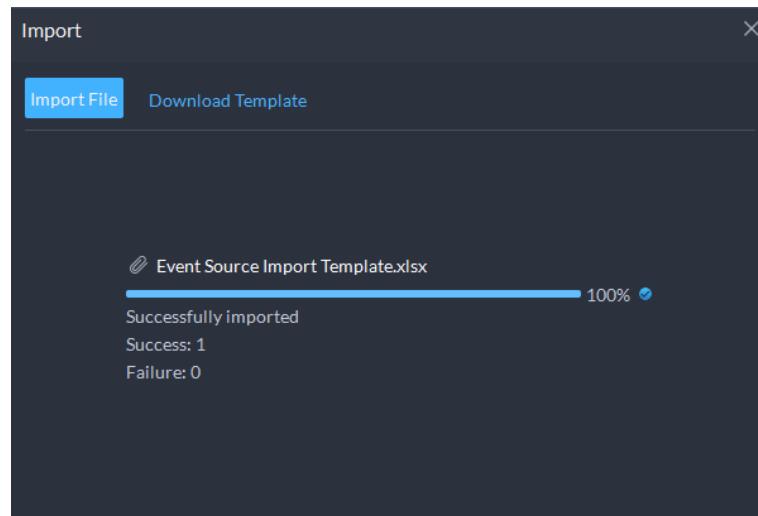 Import
Import File Download Template
Event Source Import Template.xlsx
100%
Successfully imported
Success: 1
Failure: 0